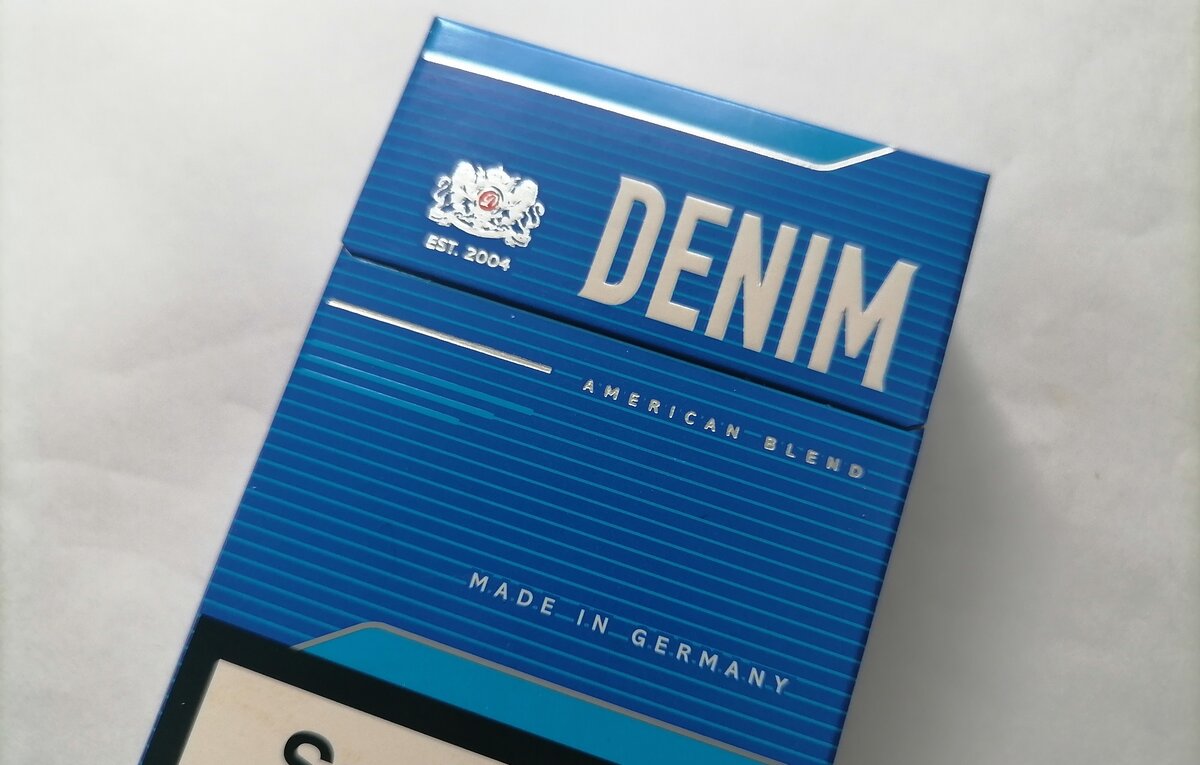 DENIM
EST. 2004
AMERICAN BLEND
MADE IN GERMANY
S